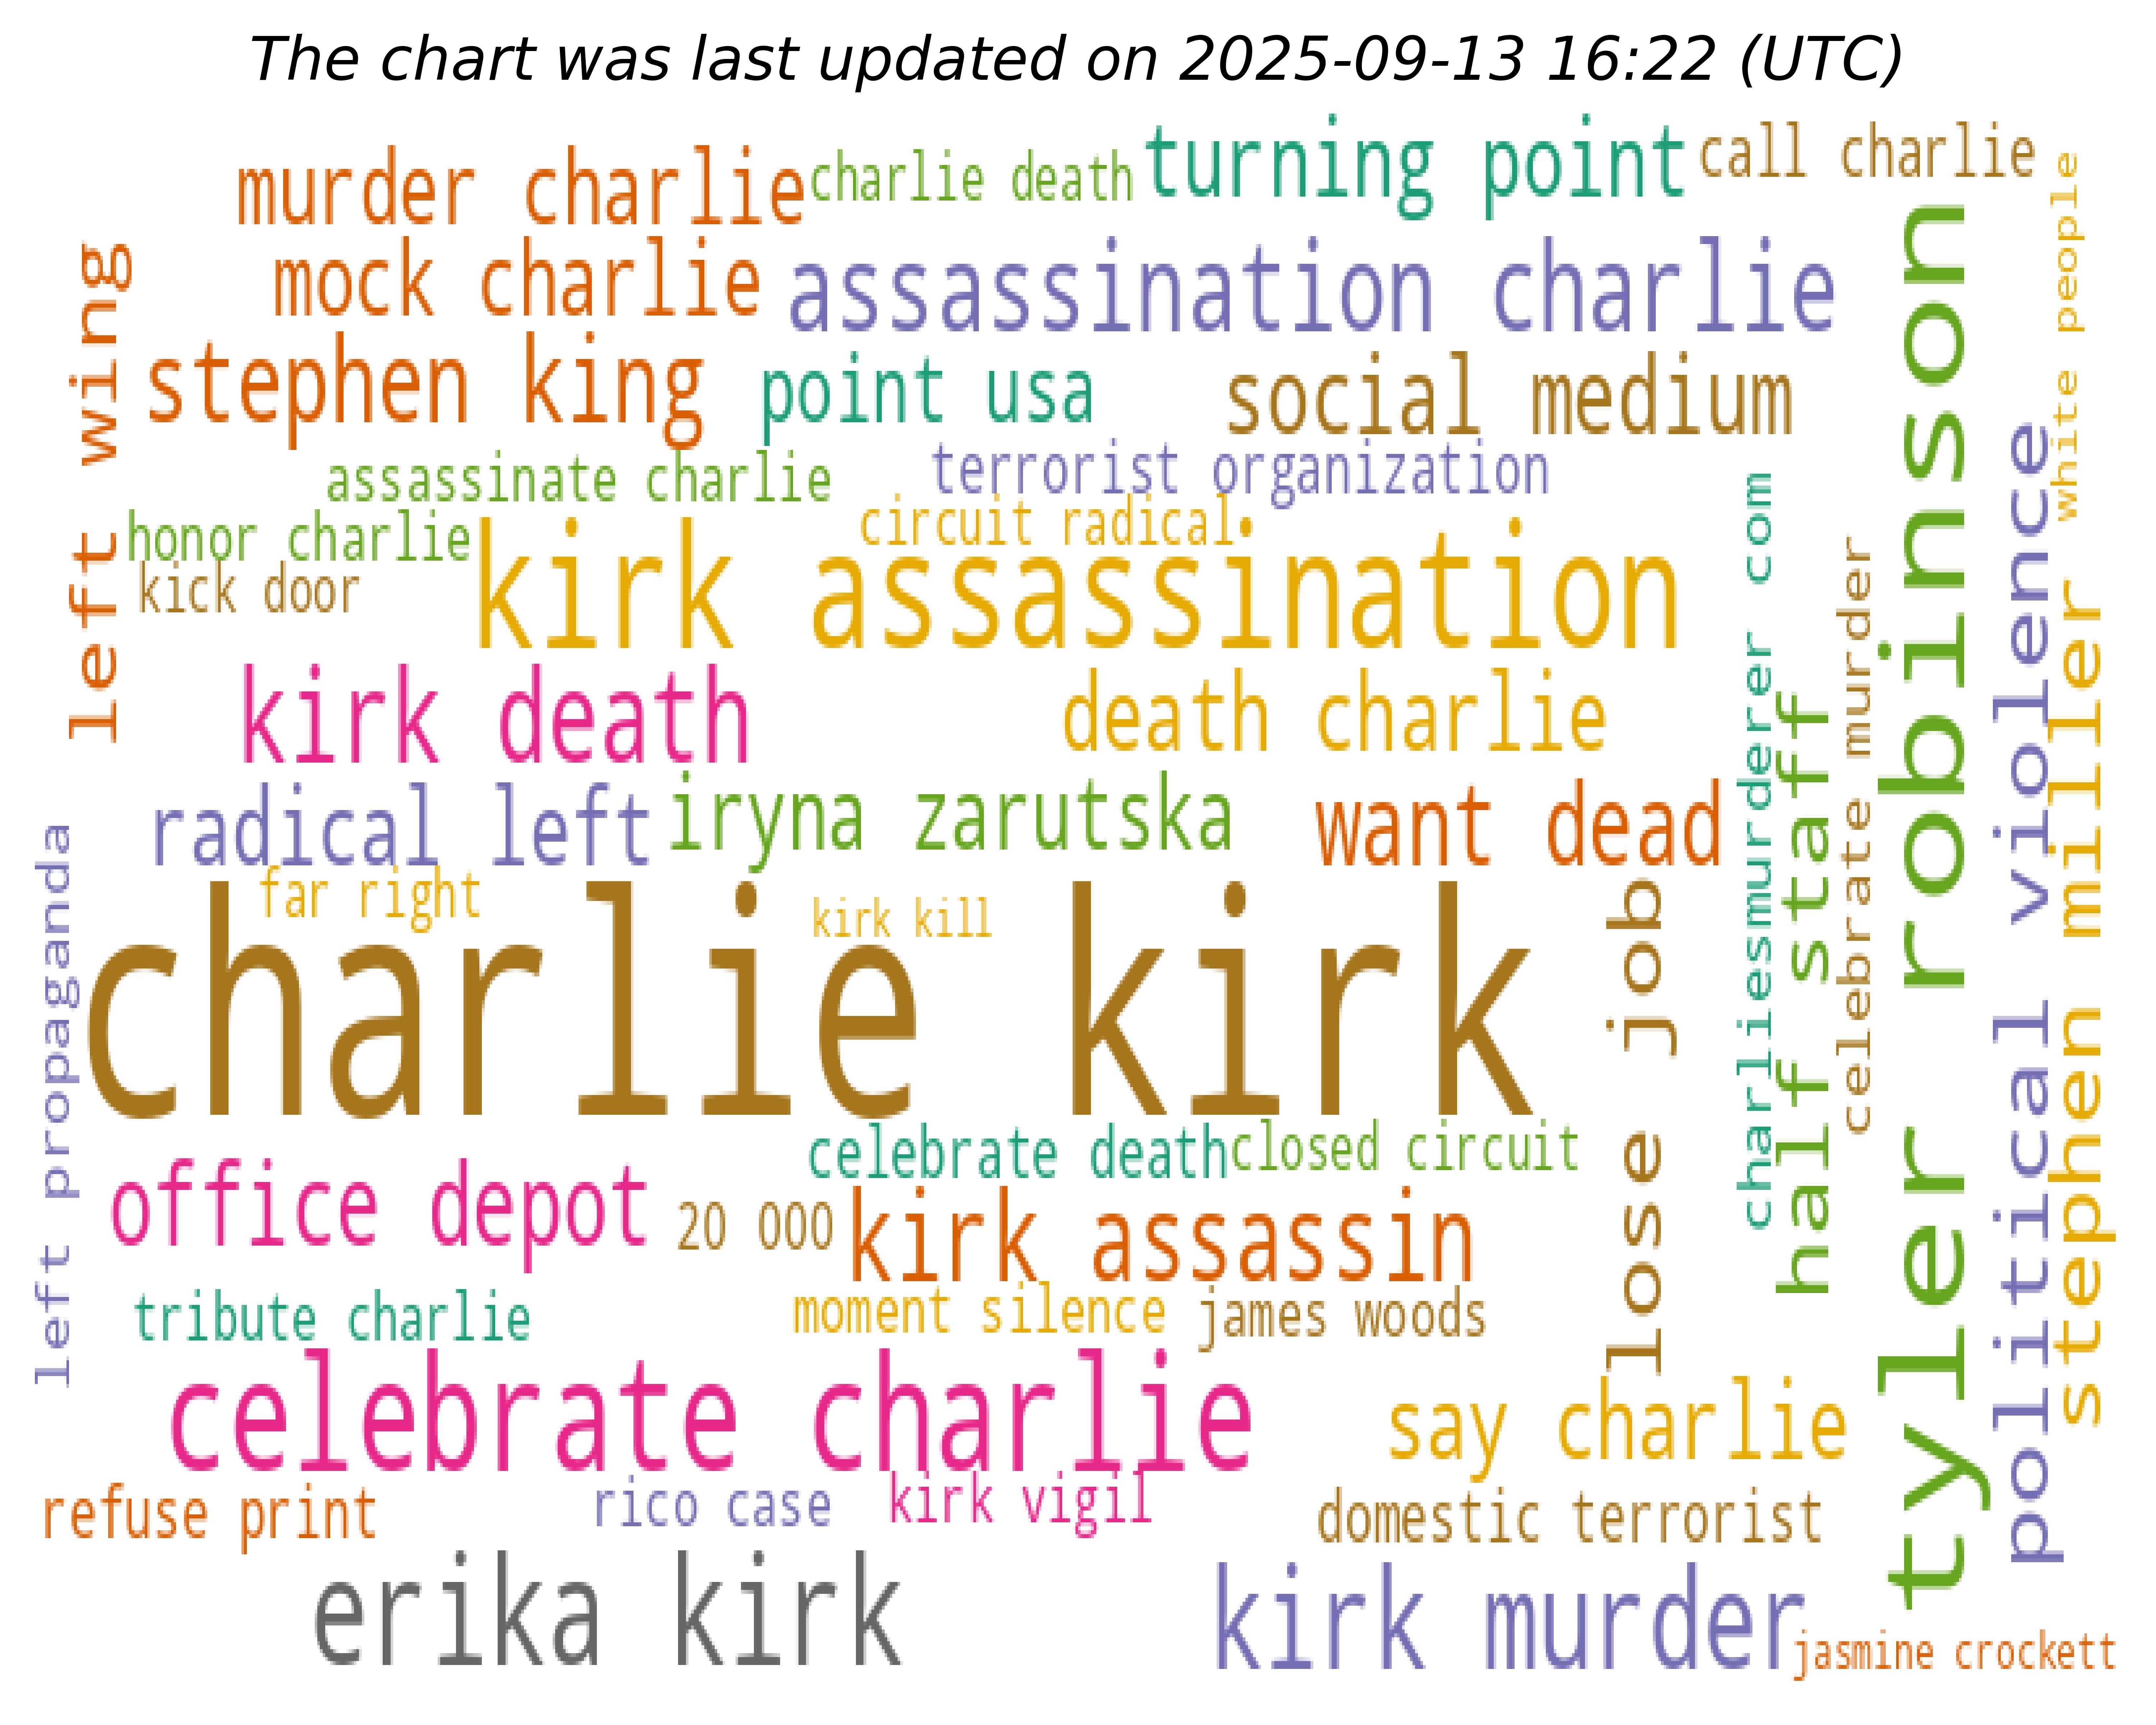 The chart was last updated on 2025-09-13 16:22 (UTC)
murder charlie
charlie death
turning point
call charlie
white people
left wing
mock charlie
assassination charlie
tyler robinson
stephen king
point usa
social medium
assassinate charlie
terrorist organization
political violence
honor charlie
circuit radical
charliesmurderer com
celebrate murder
kick door
kirk assassination
stephen miller
kirk death
death charlie
half staff
radical left
iryna zarutska
want dead
left propaganda
far right
kirk kill
lose job
charlie kirk
celebrate death
closed circuit
office depot
20 000
kirk assassin
tribute charlie
moment silence
james woods
celebrate charlie
say charlie
refuse print
rico case
kirk vigil
domestic terrorist
erika kirk
kirk murder
jasmine crockett